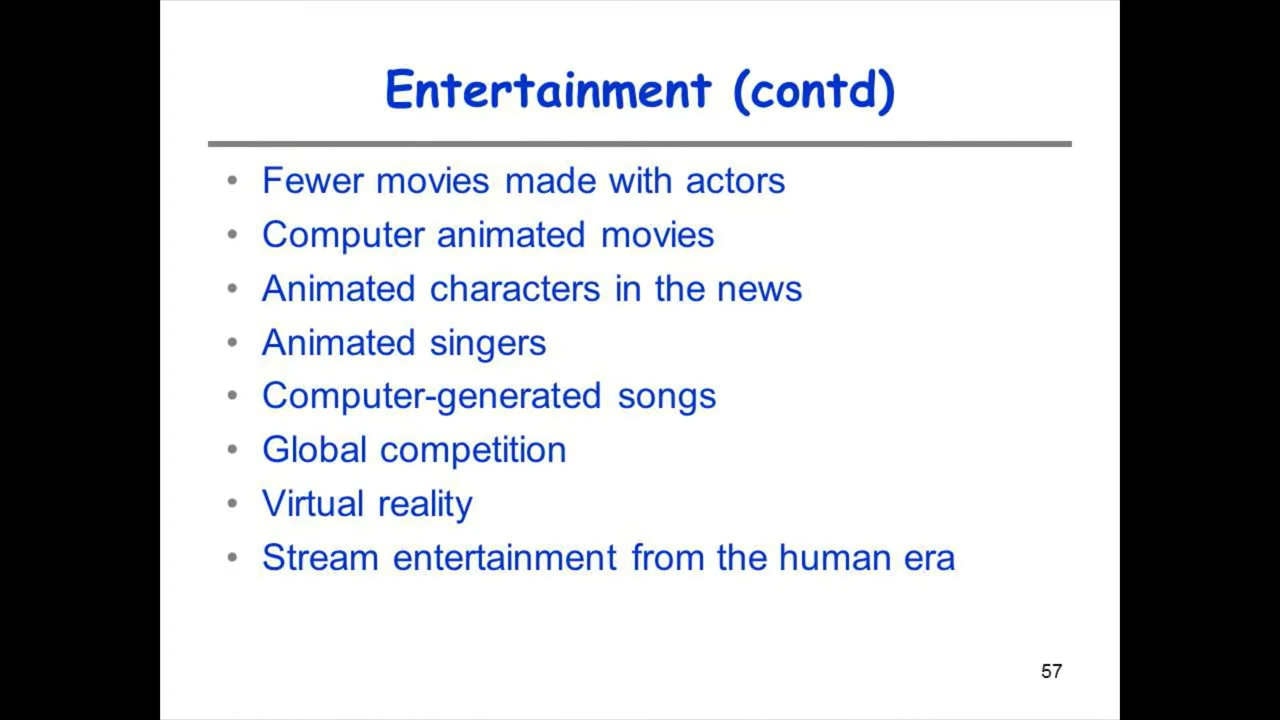 Entertainment (contd)
• Fewer movies made with actors
• Computer animated movies
• Animated characters in the news
• Animated singers
• Computer-generated songs
• Global competition
• Virtual reality
• Stream entertainment from the human era
57